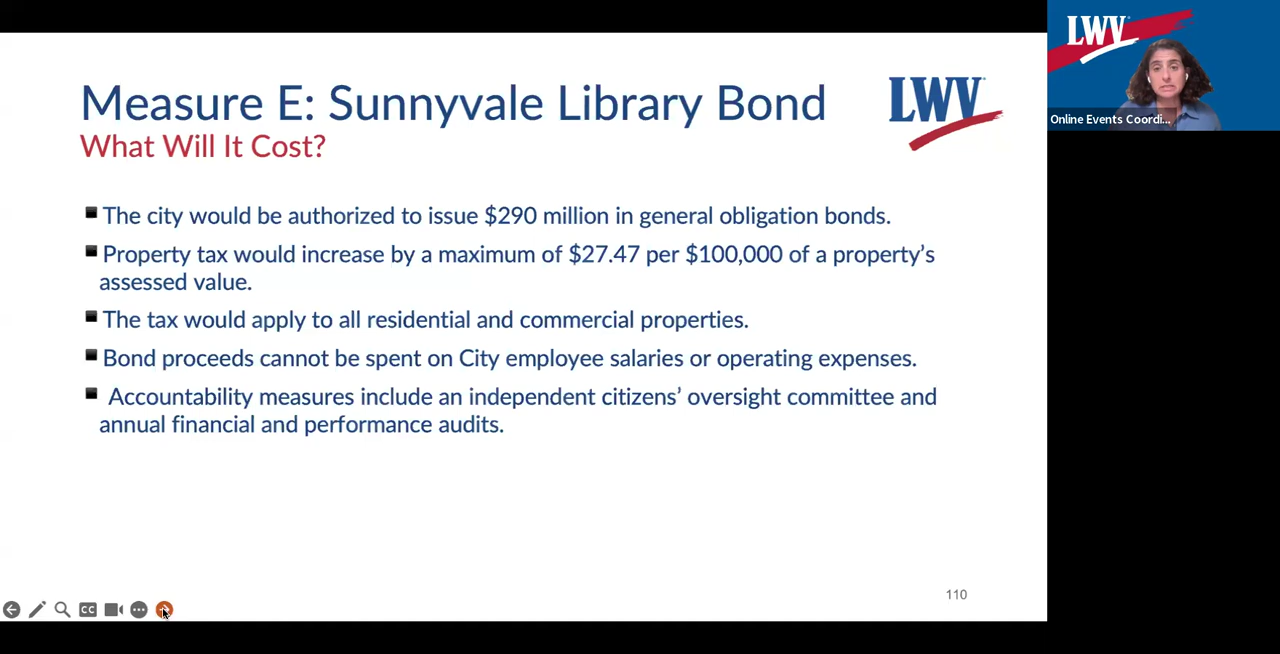 Measure E: Sunnyvale Library Bond
What Will It Cost?
LWV
The city would be authorized to issue $290 million in general obligation bonds.
Property tax would increase by a maximum of $27.47 per $100,000 of a property’s
assessed value.
The tax would apply to all residential and commercial properties.
Bond proceeds cannot be spent on City employee salaries or operating expenses.
Accountability measures include an independent citizens’ oversight committee and
annual financial and performance audits.
CC
110
LWV
Online Events Coordi...